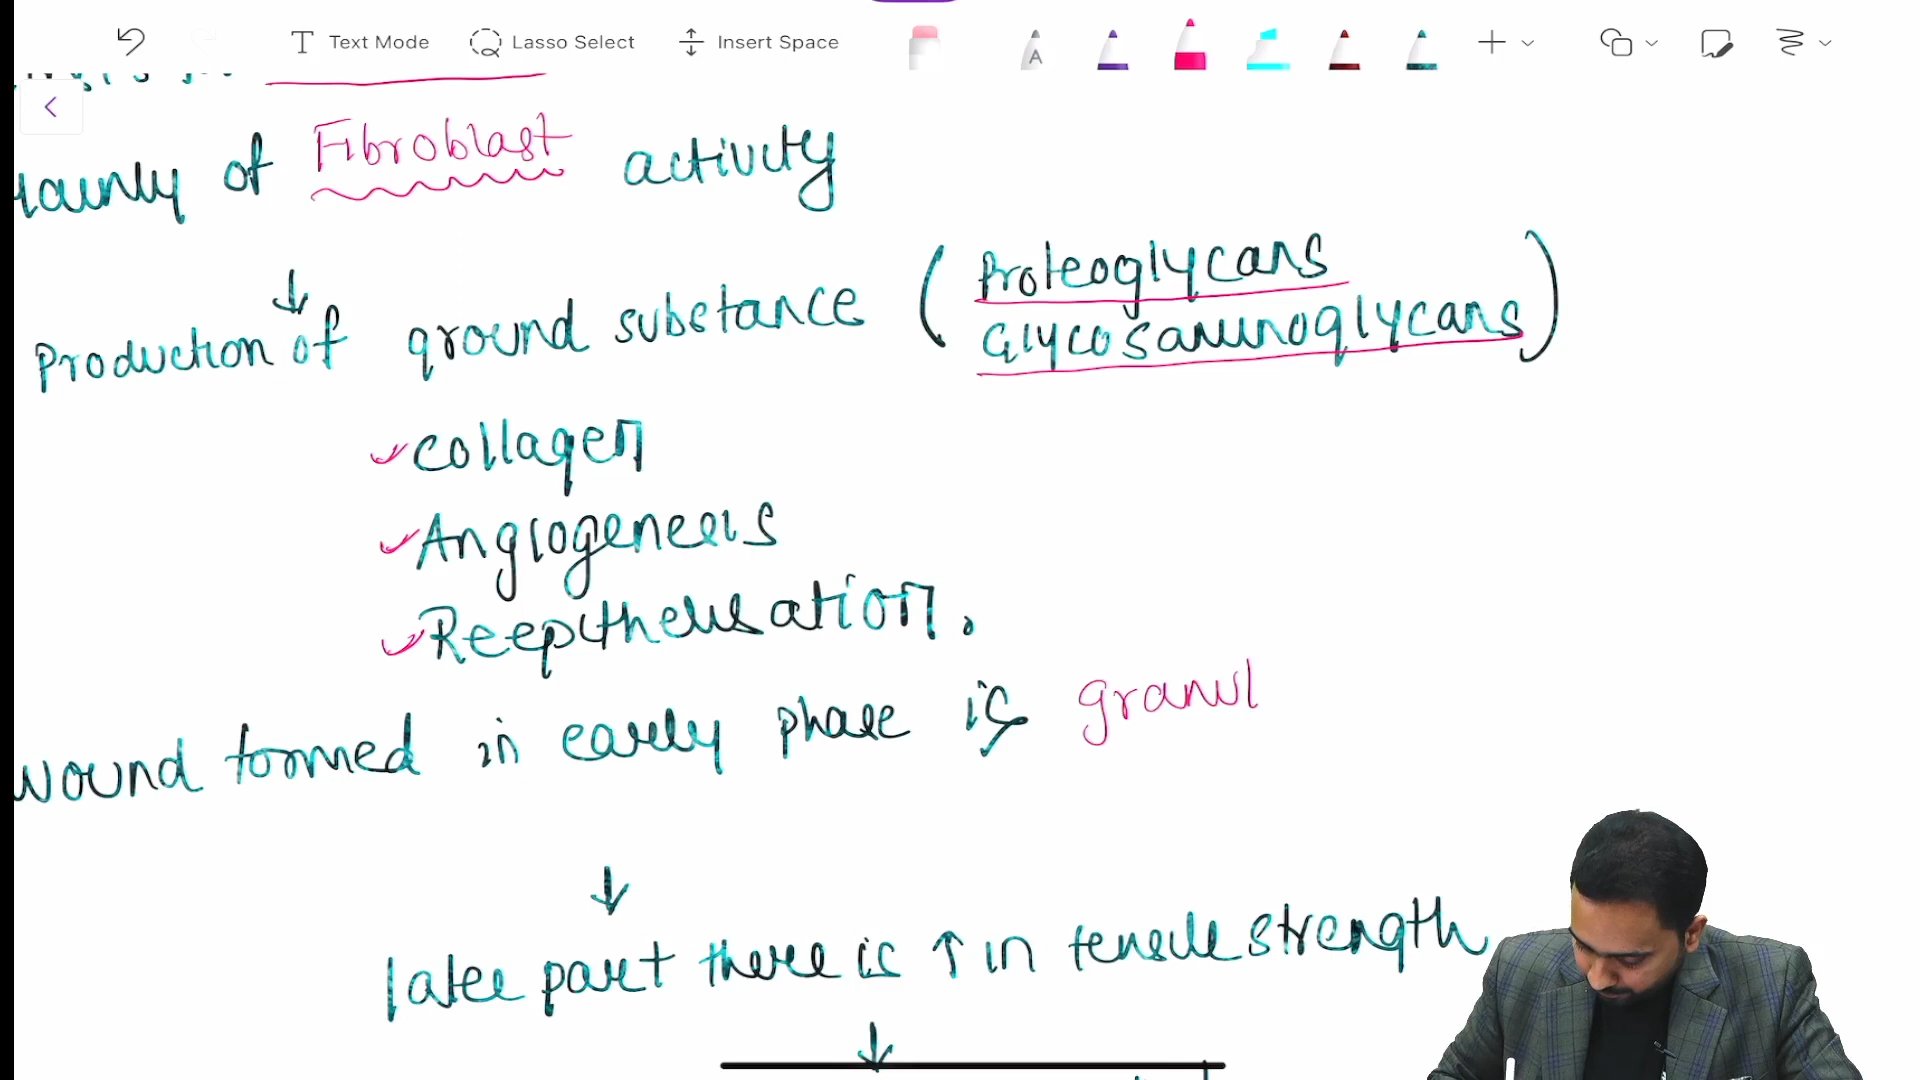 Text Mode Lasso Select Insert Space
of Fibroblast activity
Production of ground substance (Proteoglycans
Glycosaminoglycans)
✓ Collagen
✓ Angiogenesis
✓ Reepithelisation.
wound formed in early phase is granul
↓
later part there is ↑ in tensile strength
↓